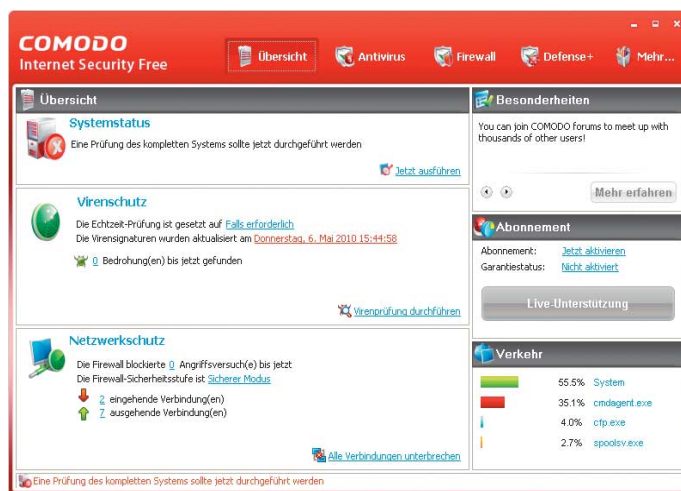 COMODO
Internet Security Free
Übersicht
Antivirus
Firewall
Defense+
Mehr...
Übersicht
Systemstatus
Eine Prüfung des kompletten Systems sollte jetzt durchgeführt werden
Jetzt ausführen
Virenschutz
Die Echtzeit-Prüfung ist gesetzt auf Falls erforderlich
Die Virensignaturen wurden aktualisiert am Donnerstag, 6. Mai 2010 15:44:58
0 Bedrohung(en) bis jetzt gefunden
Virenprüfung durchführen
Netzwerkschutz
Die Firewall blockierte 0 Angriffsversuch(e) bis jetzt
Die Firewall-Sicherheitsstufe ist Sicherer Modus
2 eingehende Verbindung(en)
7 ausgehende Verbindung(en)
Alle Verbindungen unterbrechen
Besonderheiten
You can join COMODO forums to meet up with
thousands of other users!
Mehr erfahren
Abonnement
Abonnement: Jetzt aktivieren
Garantiestatus: Nicht aktiviert
Live-Unterstützung
Verkehr
55.5% System
35.1% cmdagent.exe
4.0% cfp.exe
2.7% spoolsv.exe
Eine Prüfung des kompletten Systems sollte jetzt durchgeführt werden